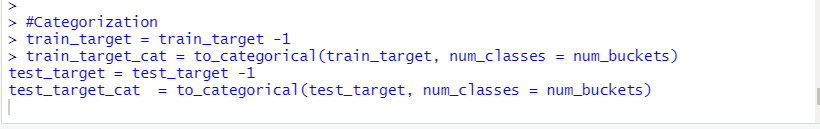 >
> #Categorization
> train_target = train_target -1
> train_target_cat = to_categorical(train_target, num_classes = num_buckets)
test_target = test_target -1
test_target_cat  = to_categorical(test_target, num_classes = num_buckets)